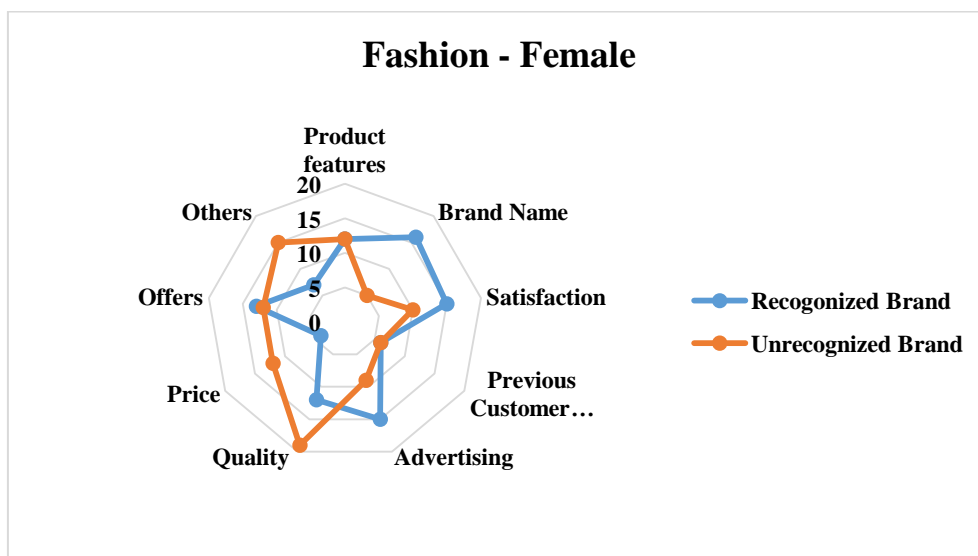 Fashion - Female
Product
features
20
15
10
5
0
Others
Brand Name
Offers
Satisfaction
Price
Previous
Customer…
Quality
Advertising
Recogonized Brand
Unrecognized Brand